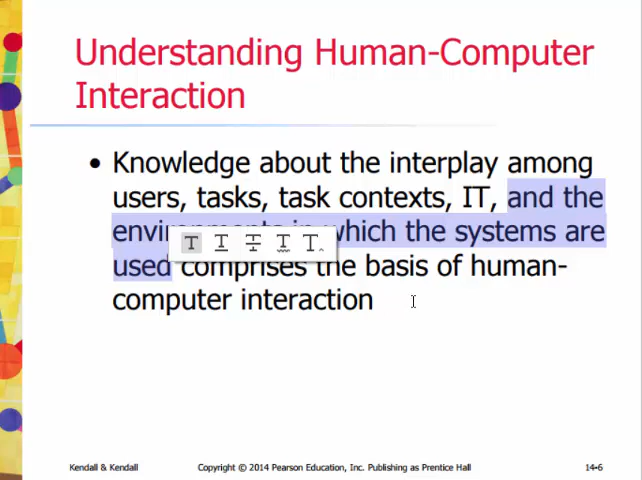 Understanding Human-Computer
Interaction
• Knowledge about the interplay among
users, tasks, task contexts, IT, and the
in which the systems are
used comprises the basis of human-
computer interaction
T T T T T
Kendall & Kendall Copyright © 2014 Pearson Education, Inc. Publishing as Prentice Hall 14-6